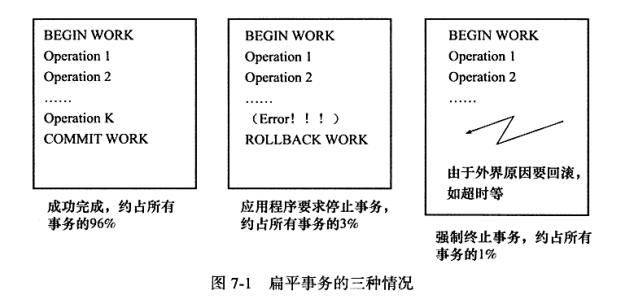 BEGIN WORK
Operation 1
Operation 2
……
Operation K
COMMIT WORK
成功完成，约占所有
事务的96%
BEGIN WORK
Operation 1
Operation 2
……
（Error！！！）
ROLLBACK WORK
应用程序要求停止事务，
约占所有事务的3%
BEGIN WORK
Operation 1
Operation 2
……
由于外界原因要回滚，
如超时等
强制终止事务，约占所有
事务的1%
图 7-1 扁平事务的三种情况